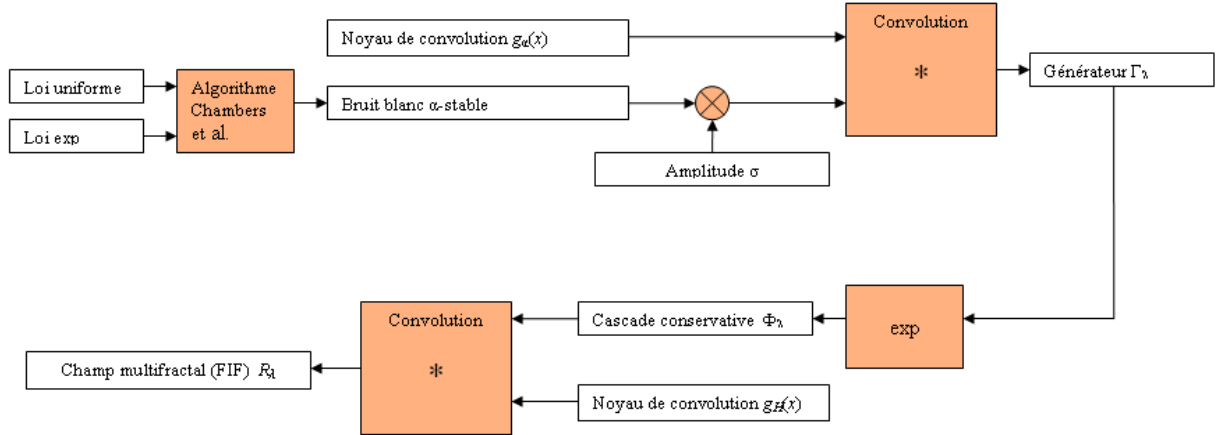 Noyau de convolution gα(x)
Convolution
*
Générateur Γλ
Loi uniforme
Loi exp
Algorithme
Chambers
et al.
Bruit blanc α-stable
Amplitude σ
Convolution
*
Cascade conservative Φλ
exp
Champ multifractal (FIF) Rλ
Noyau de convolution gH(x)